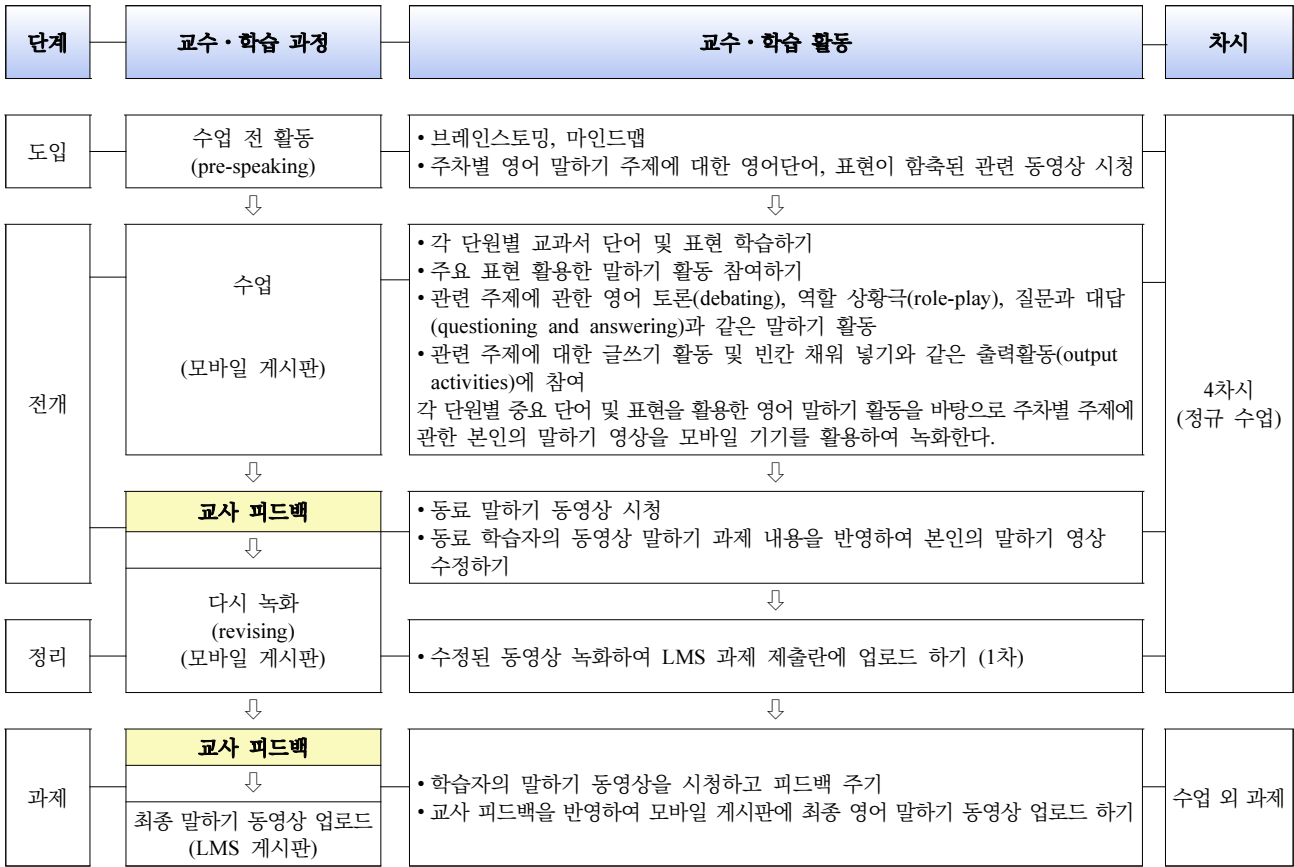 단계
교수·학습 과정
교수·학습 활동
차시
도입
수업 전 활동
(pre-speaking)
• 브레인스토밍, 마인드맵
• 주차별 영어 말하기 주제에 대한 영어단어, 표현이 함축된 관련 동영상 시청
⇩
⇩
전개
수업
(모바일 게시판)
• 각 단원별 교과서 단어 및 표현 학습하기
• 주요 표현 활용한 말하기 활동 참여하기
• 관련 주제에 관한 영어 토론(debating), 역할 상황극(role-play), 질문과 대답
(questioning and answering)과 같은 말하기 활동
• 관련 주제에 대한 글쓰기 활동 및 빈칸 채워 넣기와 같은 출력활동(output
activities)에 참여
각 단원별 중요 단어 및 표현을 활용한 영어 말하기 활동을 바탕으로 주차별 주제에
관한 본인의 말하기 영상을 모바일 기기를 활용하여 녹화한다.
4차시
(정규 수업)
⇩
⇩
교사 피드백
⇩
• 동료 말하기 동영상 시청
• 동료 학습자의 동영상 말하기 과제 내용을 반영하여 본인의 말하기 영상
수정하기
⇩
정리
다시 녹화
(revising)
(모바일 게시판)
• 수정된 동영상 녹화하여 LMS 과제 제출란에 업로드 하기 (1차)
⇩
⇩
과제
교사 피드백
⇩
최종 말하기 동영상 업로드
(LMS 게시판)
• 학습자의 말하기 동영상을 시청하고 피드백 주기
• 교사 피드백을 반영하여 모바일 게시판에 최종 영어 말하기 동영상 업로드 하기
수업 외 과제